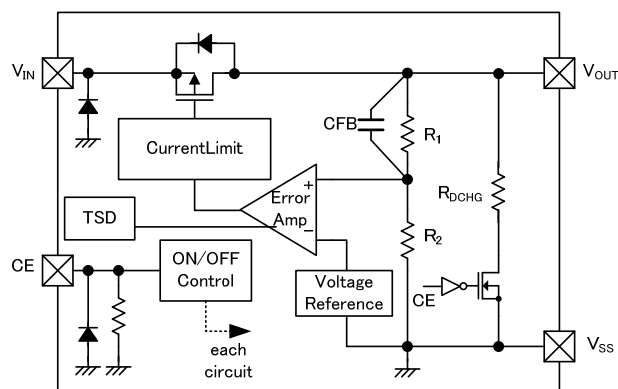 VIN
VOUT
CFB
R1
CurrentLimit
RDCHG
+
Error
Amp
−
TSD
R2
CE
ON/OFF
Control
Voltage
Reference
CE
each
circuit
VSS